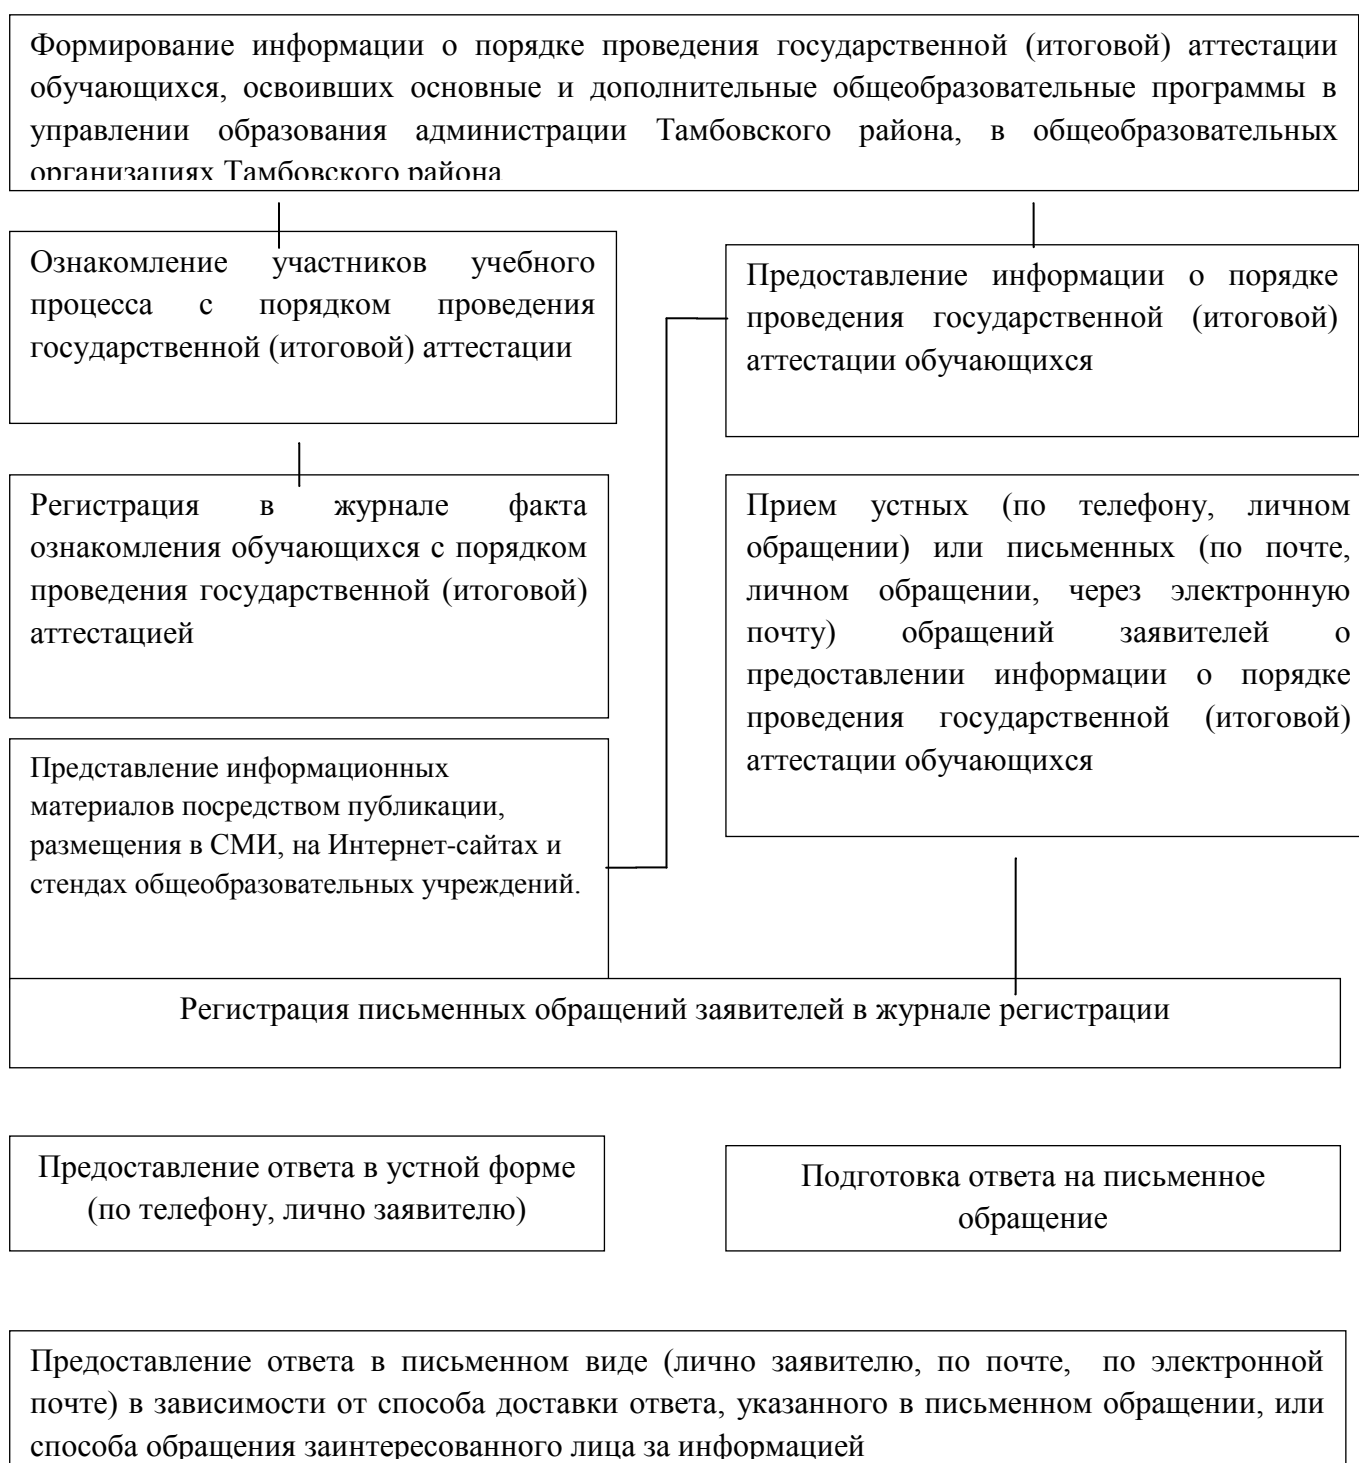 Формирование информации о порядке проведения государственной (итоговой) аттестации
обучающихся, освоивших основные и дополнительные общеобразовательные программы в
управлении образования администрации Тамбовского района, в общеобразовательных
организациях Тамбовского района
Ознакомление участников учебного
процесса с порядком проведения
государственной (итоговой) аттестации
Предоставление информации о порядке
проведения государственной (итоговой)
аттестации обучающихся
Регистрация в журнале факта
ознакомления обучающихся с порядком
проведения государственной (итоговой)
аттестацией
Прием устных (по телефону, личном
обращении) или письменных (по почте,
личном обращении, через электронную
почту) обращений заявителей о
предоставлении информации о порядке
проведения государственной (итоговой)
аттестации обучающихся
Представление информационных
материалов посредством публикации,
размещения в СМИ, на Интернет-сайтах и
стендах общеобразовательных учреждений.
Регистрация письменных обращений заявителей в журнале регистрации
Предоставление ответа в устной форме
(по телефону, лично заявителю)
Подготовка ответа на письменное
обращение
Предоставление ответа в письменном виде (лично заявителю, по почте, по электронной
почте) в зависимости от способа доставки ответа, указанного в письменном обращении, или
способа обращения заинтересованного лица за информацией